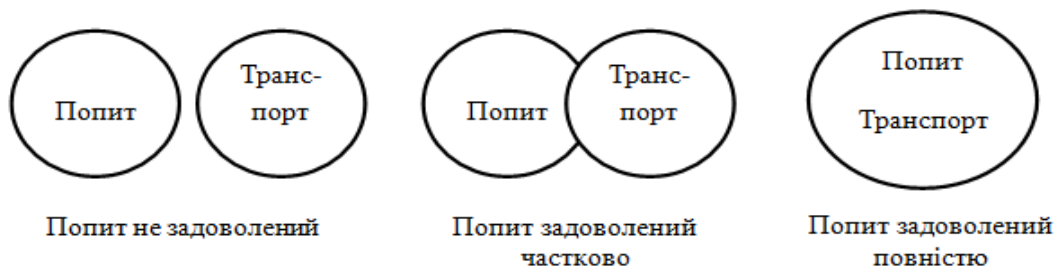 Попит
Транс-
порт
Попит не задоволений
Попит
Транс-
порт
Попит задоволений
частково
Попит
Транспорт
Попит задоволений
повністю